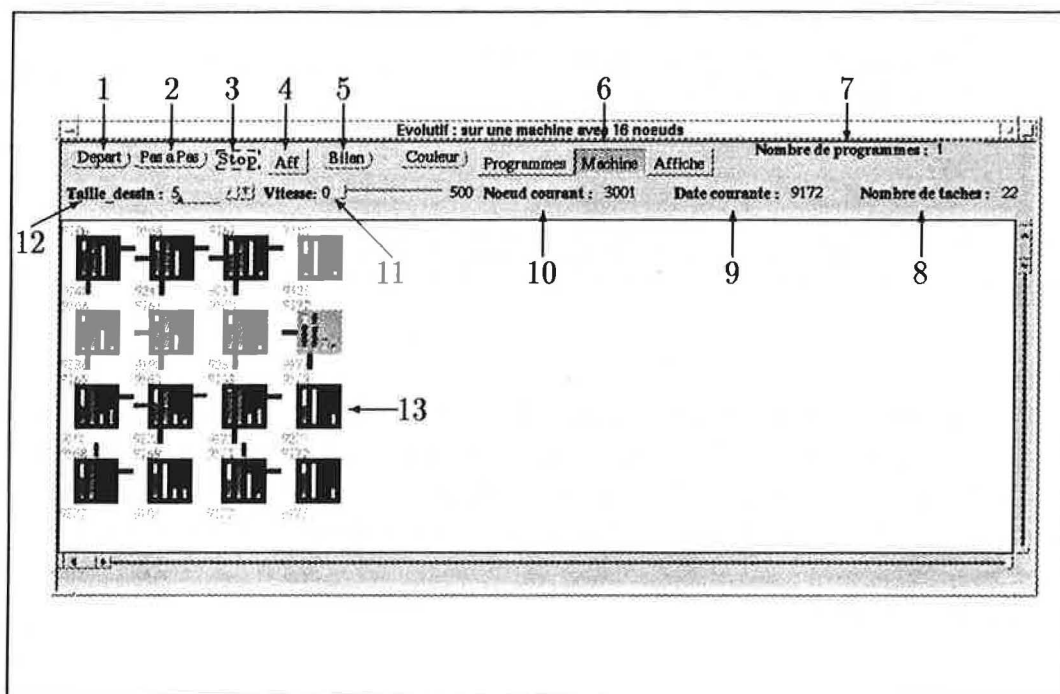 1 2 3 4 5 6 7
Evolutif : sur une machine avec 16 noeuds
Nombre de programmes : 1
Depart Pas a Pas Stop Aff Bilan Couleur Programmes Machine Affiche
Taille dessin : 5 Vitesse: 0 500 Noeud courant : 3001 Date courante : 9172 Nombre de taches : 22
12 11 10 9 8
13